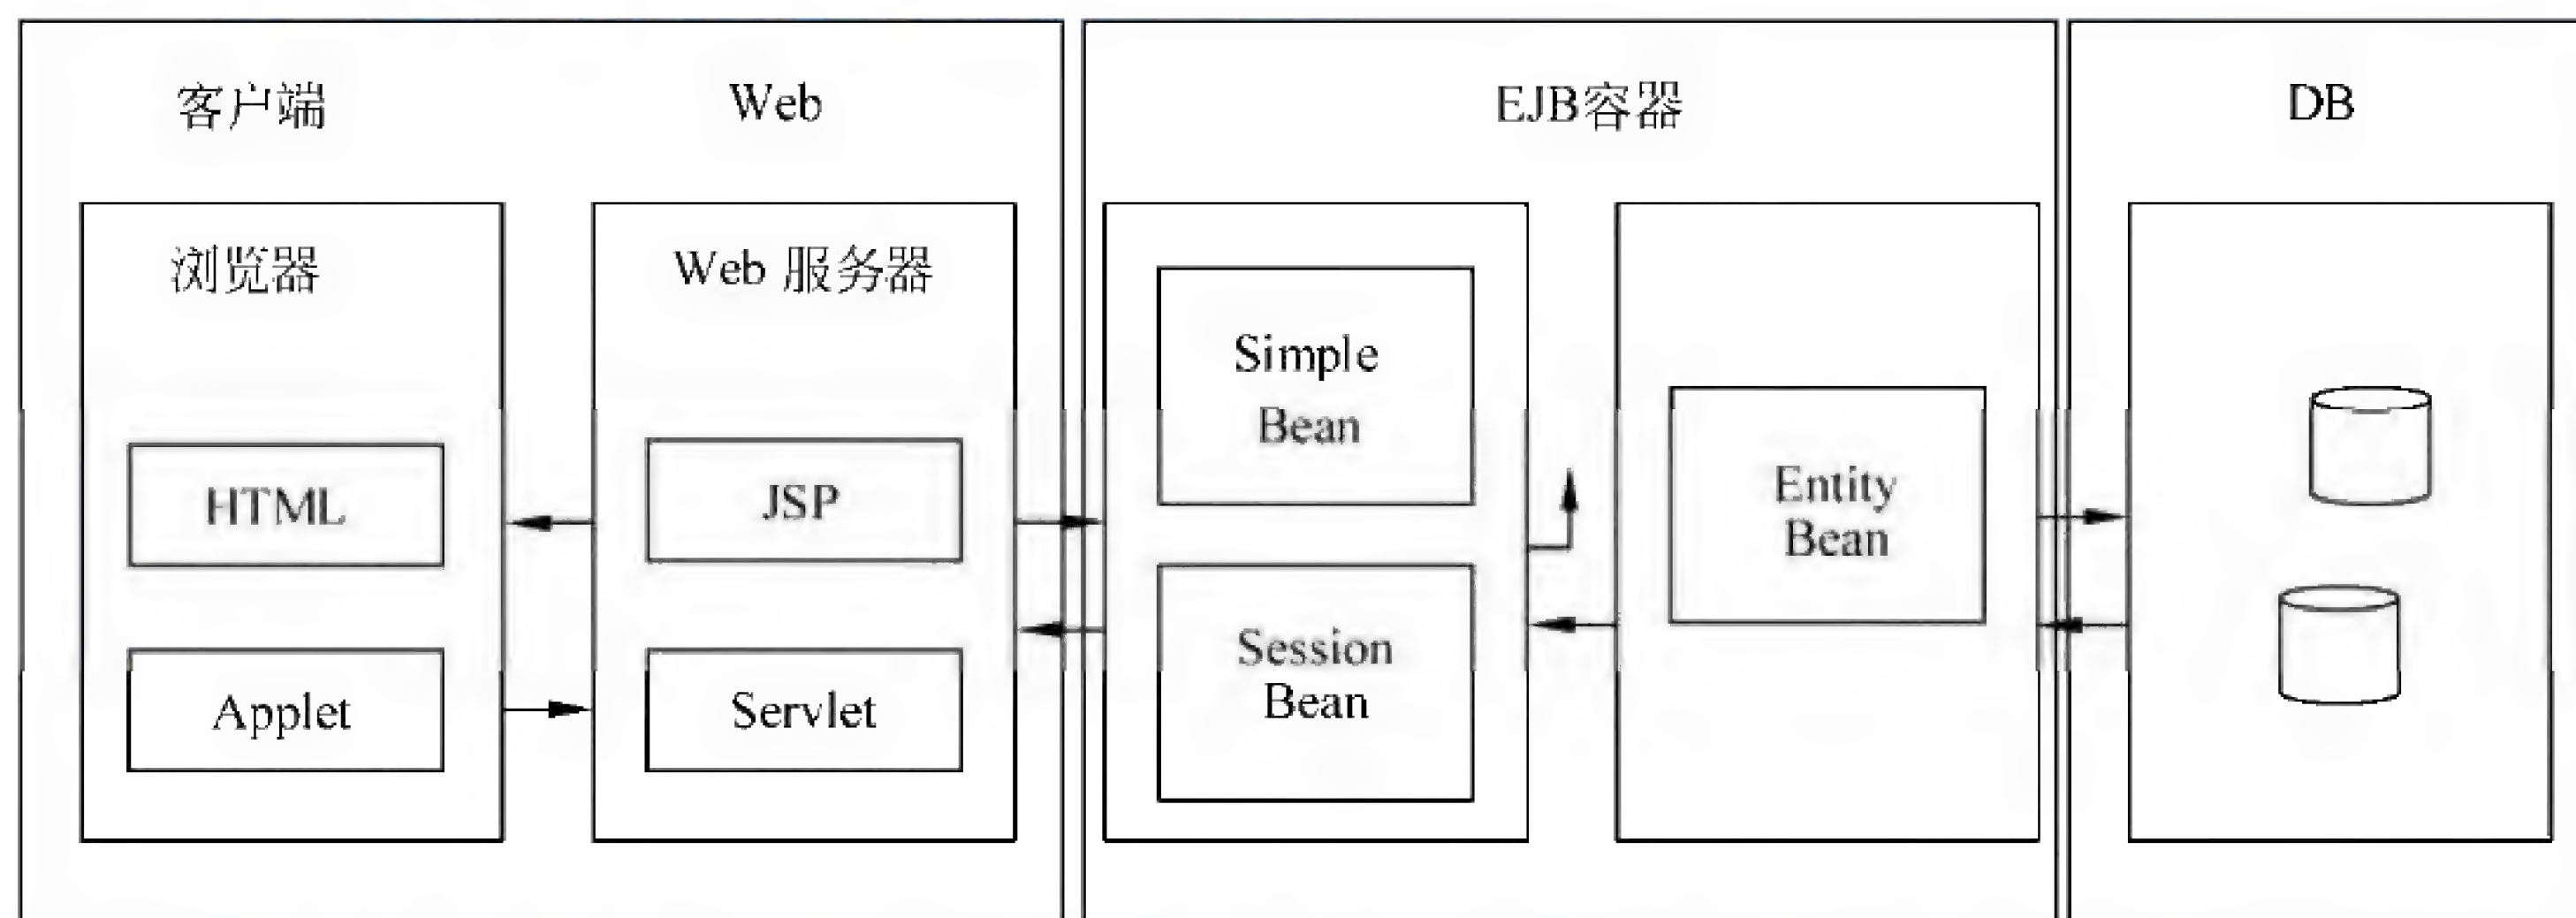 客户端
Web
EJB容器
DB
浏览器
Web 服务器
HTML
Applet
JSP
Servlet
Simple
Bean
Session
Bean
Entity
Bean